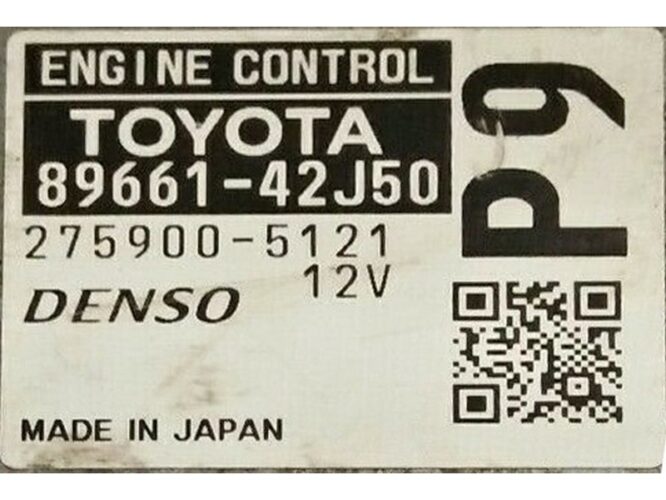 ENGINE CONTROL
TOYOTA
89661-42J50
275900-5121
12V
DENSO
MADE IN JAPAN
P9